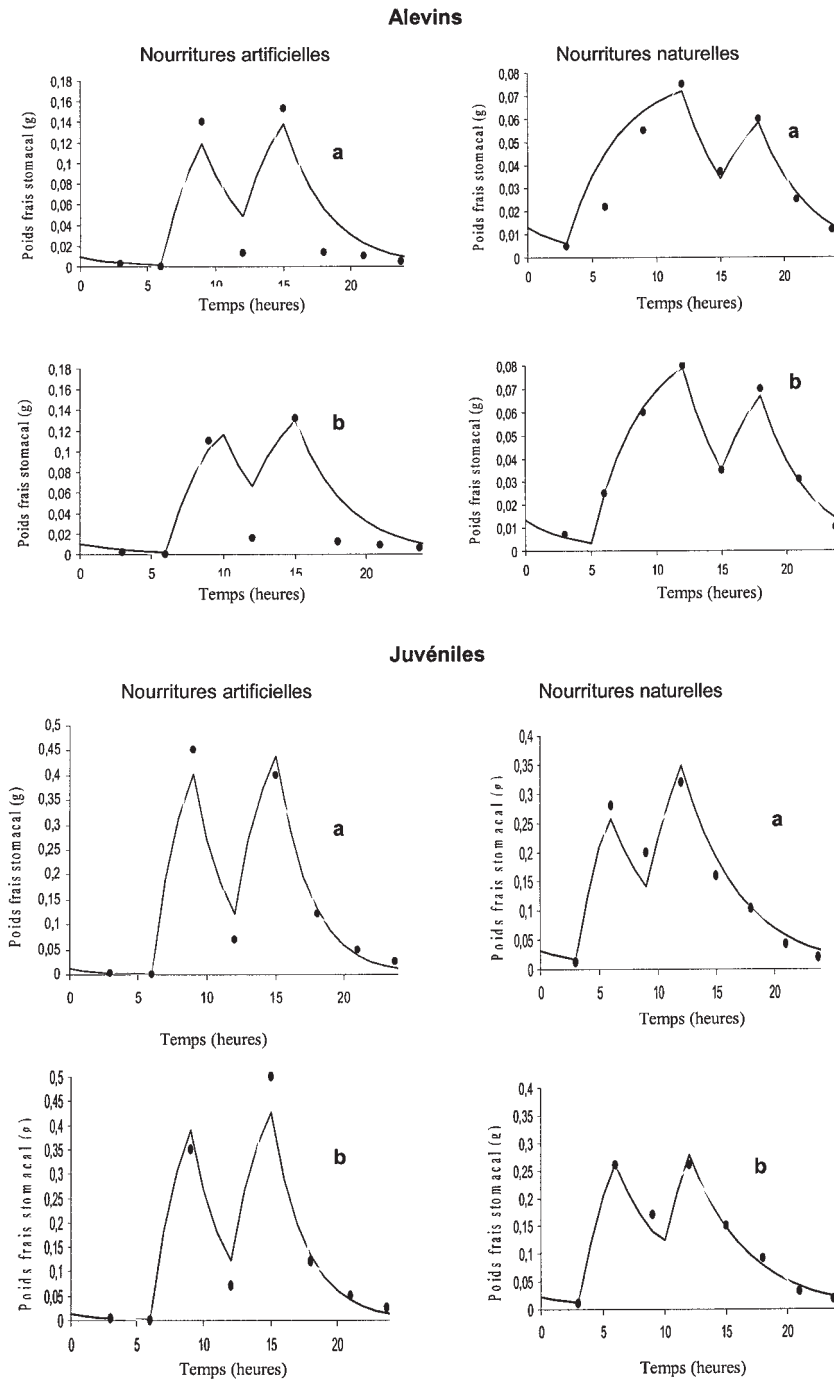 Alevins
Nourritures artificielles
Nourritures naturelles
Poids frais stomacal (g)
0,18
0,16
0,14
0,12
0,1
0,08
0,06
0,04
0,02
0
a
0 5 10 15 20
Temps (heures)
Poids frais stomacal (g)
0,08
0,07
0,06
0,05
0,04
0,03
0,02
0,01
0
a
0 5 10 15 20
Temps (heures)
Poids frais stomacal (g)
0,18
0,16
0,14
0,12
0,1
0,08
0,06
0,04
0,02
0
b
0 5 10 15 20
Temps (heures)
Poids frais stomacal (g)
0,08
0,07
0,06
0,05
0,04
0,03
0,02
0,01
0
b
0 5 10 15 20
Temps (heures)
Juvéniles
Nourritures artificielles
Nourritures naturelles
Poids frais stomacal (g)
0,5
0,45
0,4
0,35
0,3
0,25
0,2
0,15
0,1
0,05
0
a
0 5 10 15 20
Temps (heures)
Poids frais stomacal
0,4
0,35
0,3
0,25
0,2
0,15
0,1
0,05
0
a
0 5 10 15 20
Temps (heures)
Poids frais stomacal
0,5
0,45
0,4
0,35
0,3
0,25
0,2
0,15
0,1
0,05
0
b
0 5 10 15 20
Temps (heures)
Poids frais stomacal (g)
0,4
0,35
0,3
0,25
0,2
0,15
0,1
0,05
0
b
0 5 10 15 20
Temps (heures)